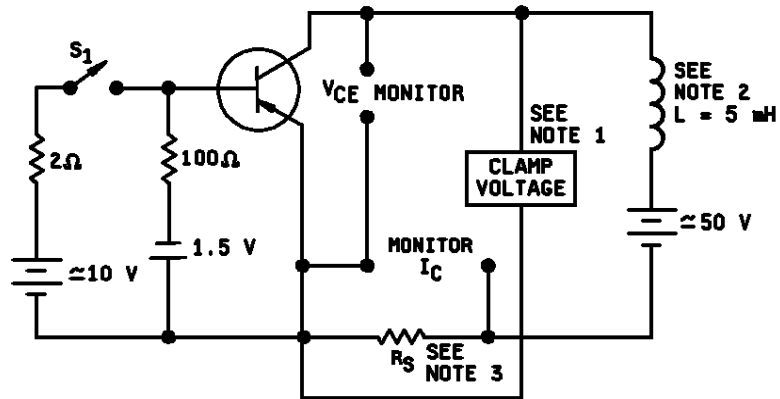 S1
VCE MONITOR
SEE
NOTE 2
L = 5 mH
SEE
NOTE 1
2Ω
100Ω
CLAMP
VOLTAGE
1.5 V
MONITOR
IC
≃50 V
≃10 V
RS
SEE
NOTE 3